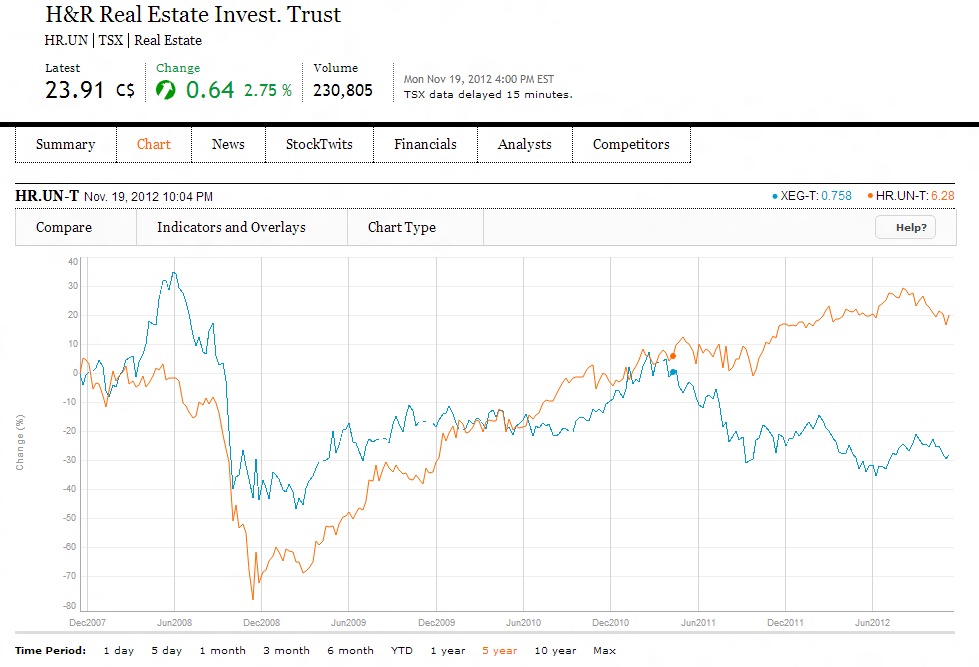 H&R Real Estate Invest. Trust
HR.UN | TSX | Real Estate
Latest Change Volume
23.91 C$ 0.64 2.75 % 230,805
Mon Nov 19, 2012 4:00 PM EST
TSX data delayed 15 minutes.
Summary Chart News StockTwits Financials Analysts Competitors
HR.UN-T Nov. 19, 2012 10:04 PM XEG-T: 0.758 HR.UN-T: 6.28
Compare Indicators and Overlays Chart Type Help?
40
30
20
10
0
-10
-20
-30
-40
-50
-60
-70
-80
Change (%)
Dec2007 Jun2008 Dec2008 Jun2009 Dec2009 Jun2010 Dec2010 Jun2011 Dec2011 Jun2012
Time Period: 1 day 5 day 1 month 3 month 6 month YTD 1 year 5 year 10 year Max